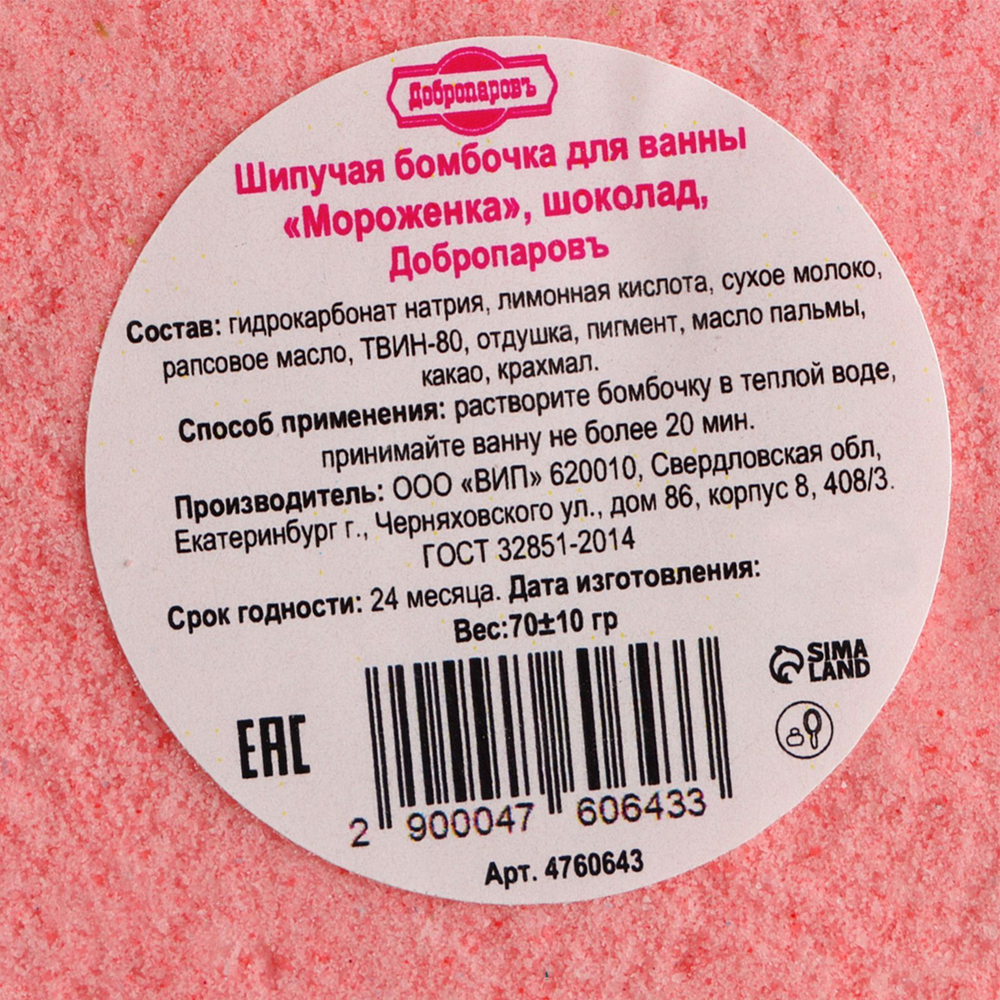 Добропаровъ
Шипучая бомбочка для ванны
«Мороженка», шоколад,
Добропаровъ
Состав: гидрокарбонат натрия, лимонная кислота, сухое молоко,
рапсовое масло, ТВИН-80, отдушка, пигмент, масло пальмы,
какао, крахмал.
Способ применения: растворите бомбочку в теплой воде,
принимайте ванну не более 20 мин.
Производитель: ООО «ВИП» 620010, Свердловская обл,
Екатеринбург г., Черняховского ул., дом 86, корпус 8, 408/3.
ГОСТ 32851-2014
Срок годности: 24 месяца. Дата изготовления:
Вес:70±10 гр
SIMA
LAND
EAC
2 900047 606433
Арт. 4760643